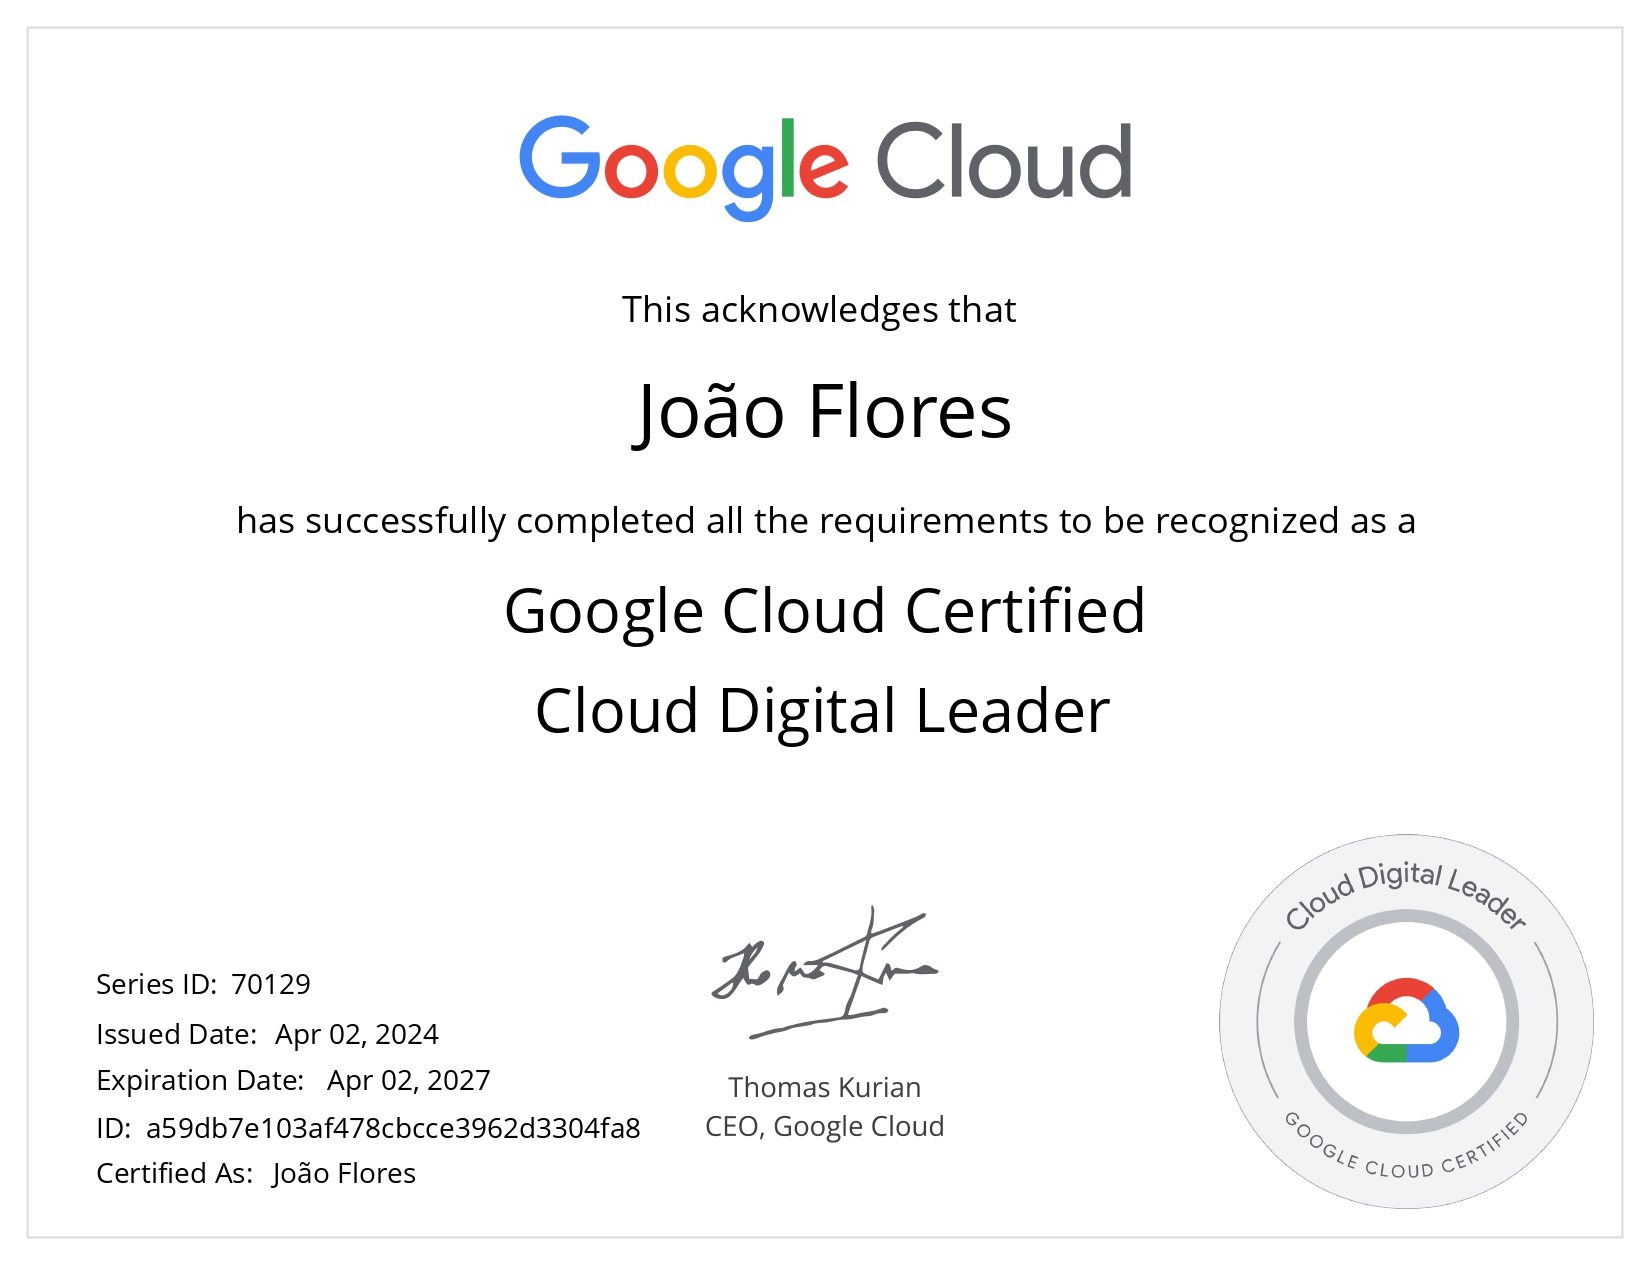 Google Cloud
This acknowledges that
João Flores
has successfully completed all the requirements to be recognized as a
Google Cloud Certified
Cloud Digital Leader
Series ID: 70129
Issued Date: Apr 02, 2024
Expiration Date: Apr 02, 2027
ID: a59db7e103af478cbcce3962d3304fa8
Certified As: João Flores
Thomas Kurian
CEO, Google Cloud
Cloud Digital Leader
GOOGLE CLOUD CERTIFIED